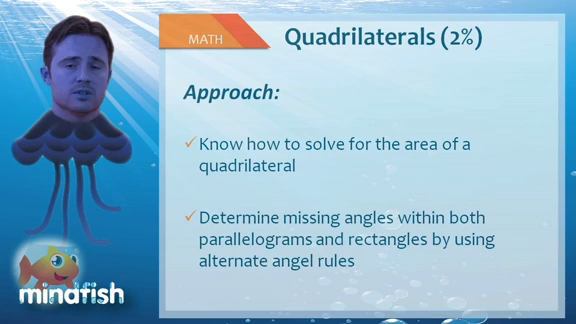 MATH
Quadrilaterals (2%)
Approach:
Know how to solve for the area of a
quadrilateral
Determine missing angles within both
parallelograms and rectangles by using
alternate angel rules
mindfish